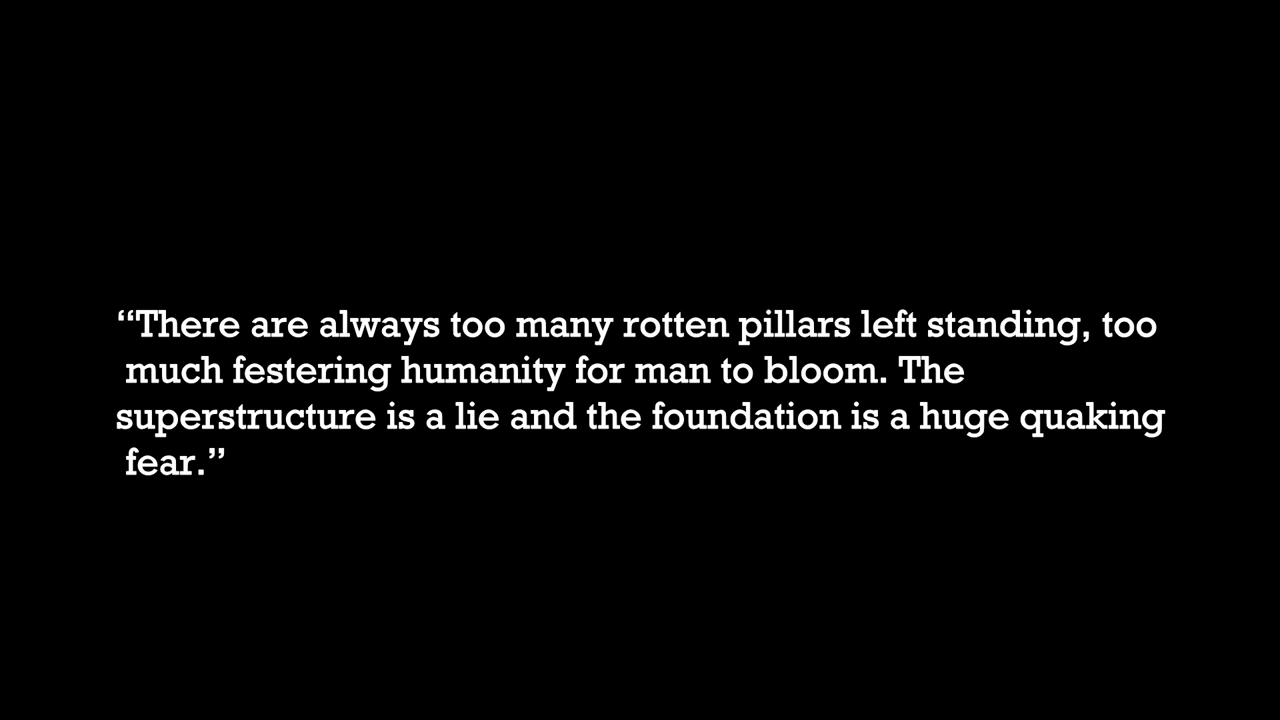 “There are always too many rotten pillars left standing, too
much festering humanity for man to bloom. The
superstructure is a lie and the foundation is a huge quaking
fear.”